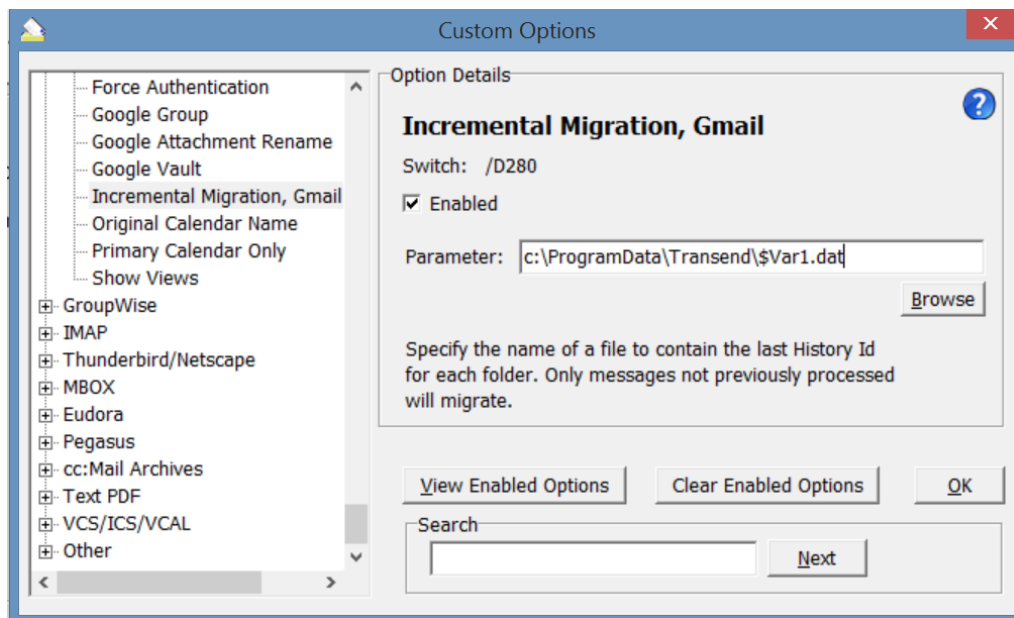 Custom Options
Force Authentication
Google Group
Google Attachment Rename
Google Vault
Incremental Migration, Gmail
Original Calendar Name
Primary Calendar Only
Show Views
GroupWise
IMAP
Thunderbird/Netscape
MBOX
Eudora
Pegasus
cc:Mail Archives
Text PDF
VCS/ICS/VCAL
Other
Option Details
Incremental Migration, Gmail
Switch: /D280
Enabled
Parameter: c:\ProgramData\Transend\$Var1.dat
Browse
Specify the name of a file to contain the last History Id
for each folder. Only messages not previously processed
will migrate.
View Enabled Options Clear Enabled Options OK
Search
Next